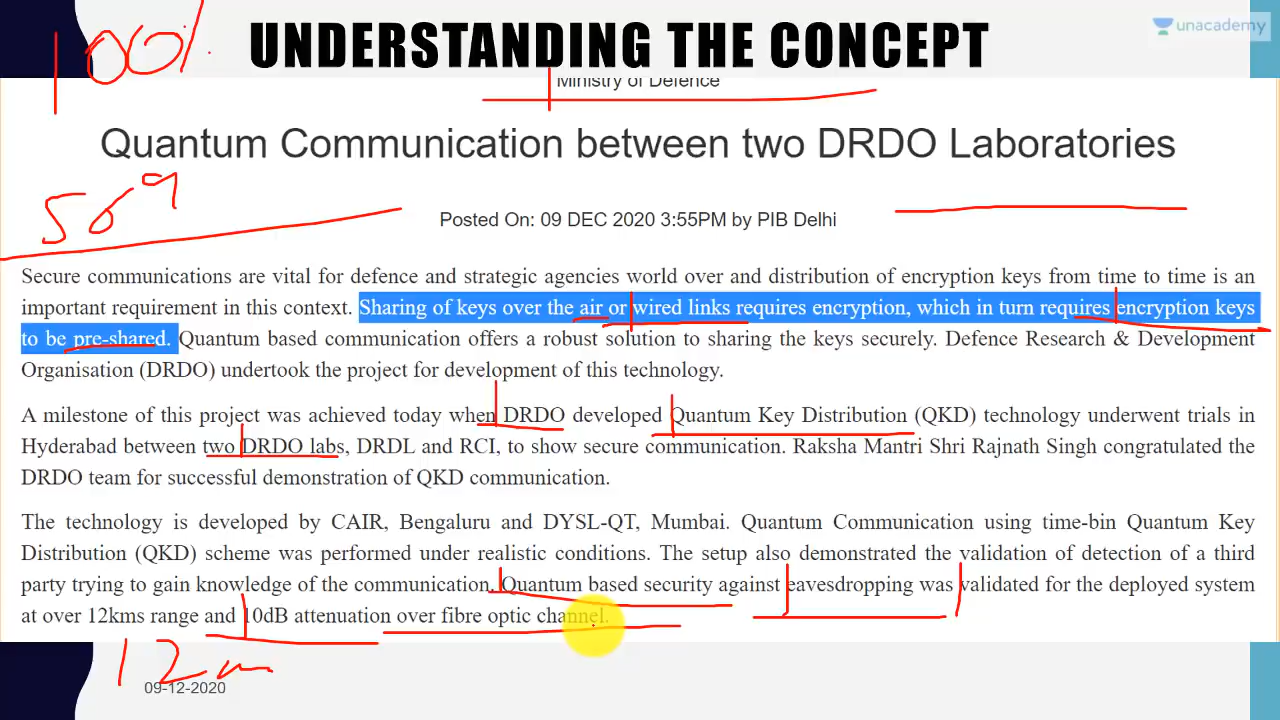 100%
UNDERSTANDING THE CONCEPT
unacademy
Ministry of Defence
Quantum Communication between two DRDO Laboratories
Posted On: 09 DEC 2020 3:55PM by PIB Delhi
Secure communications are vital for defence and strategic agencies world over and distribution of encryption keys from time to time is an
important requirement in this context. Sharing of keys over the air or wired links requires encryption, which in turn requires encryption keys
to be pre-shared. Quantum based communication offers a robust solution to sharing the keys securely. Defence Research & Development
Organisation (DRDO) undertook the project for development of this technology.
A milestone of this project was achieved today when DRDO developed Quantum Key Distribution (QKD) technology underwent trials in
Hyderabad between two DRDO labs, DRDL and RCI, to show secure communication. Raksha Mantri Shri Rajnath Singh congratulated the
DRDO team for successful demonstration of QKD communication.
The technology is developed by CAIR, Bengaluru and DYSL-QT, Mumbai. Quantum Communication using time-bin Quantum Key
Distribution (QKD) scheme was performed under realistic conditions. The setup also demonstrated the validation of detection of a third
party trying to gain knowledge of the communication. Quantum based security against eavesdropping was validated for the deployed system
at over 12kms range and 10dB attenuation over fibre optic channel.
09-12-2020